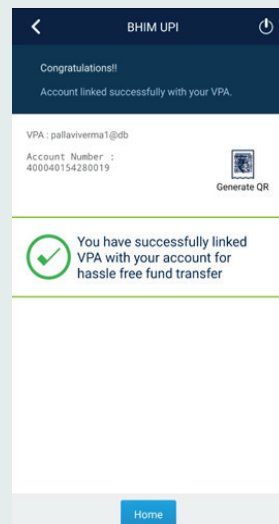 BHIM UPI
Congratulations!!
Account linked successfully with your VPA.
VPA : pallaviverma1@db
Account Number :
400040154280019
Generate QR
You have successfully linked
VPA with your account for
hassle free fund transfer
Home